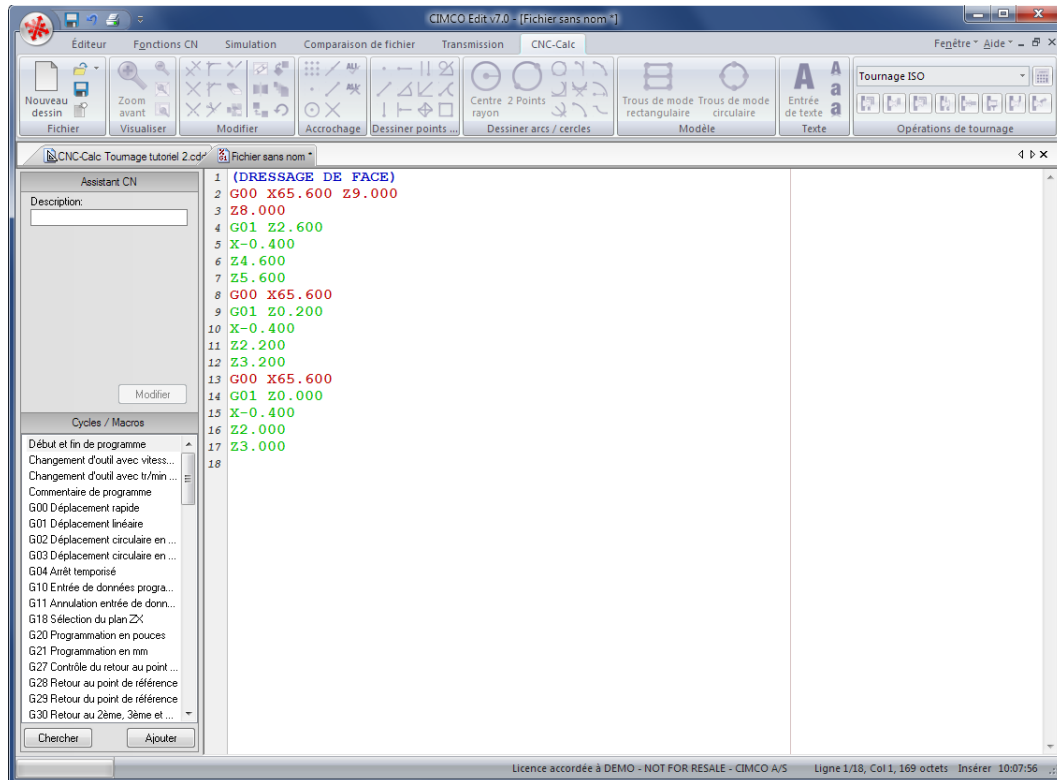 CIMCO Edit v7.0 - [Fichier sans nom *]
Éditeur Fonctions CN Simulation Comparaison de fichier Transmission CNC-Calc Fenêtre Aide
Nouveau dessin
Zoom avant
Centre rayon
2 Points
Trous de mode rectangulaire
Trous de mode circulaire
Entrée de texte
Tournage ISO
Fichier Visualiser Modifier Accrochage Dessiner points ... Dessiner arcs / cercles Modèle Texte Opérations de tournage
CNC-Calc Tournage tutoriel 2.cdd Fichier sans nom *
Assistant CN
Description:
Modifier
Cycles / Macros
Début et fin de programme
Changement d'outil avec vitess...
Changement d'outil avec tr/min ...
Commentaire de programme
G00 Déplacement rapide
G01 Déplacement linéaire
G02 Déplacement circulaire en ...
G03 Déplacement circulaire en ...
G04 Arrêt temporisé
G10 Entrée de données progra...
G11 Annulation entrée de donn...
G18 Sélection du plan ZX
G20 Programmation en pouces
G21 Programmation en mm
G27 Contrôle du retour au point ...
G28 Retour au point de référence
G29 Retour du point de référence
G30 Retour au 2ème, 3ème et ...
Chercher Ajouter
1 (DRESSAGE DE FACE)
2 G00 X65.600 Z9.000
3 Z8.000
4 G01 Z2.600
5 X-0.400
6 Z4.600
7 Z5.600
8 G00 X65.600
9 G01 Z0.200
10 X-0.400
11 Z2.200
12 Z3.200
13 G00 X65.600
14 G01 Z0.000
15 X-0.400
16 Z2.000
17 Z3.000
18
Licence accordée à DEMO - NOT FOR RESALE - CIMCO A/S Ligne 1/18, Col 1, 169 octets Insérer 10:07:56